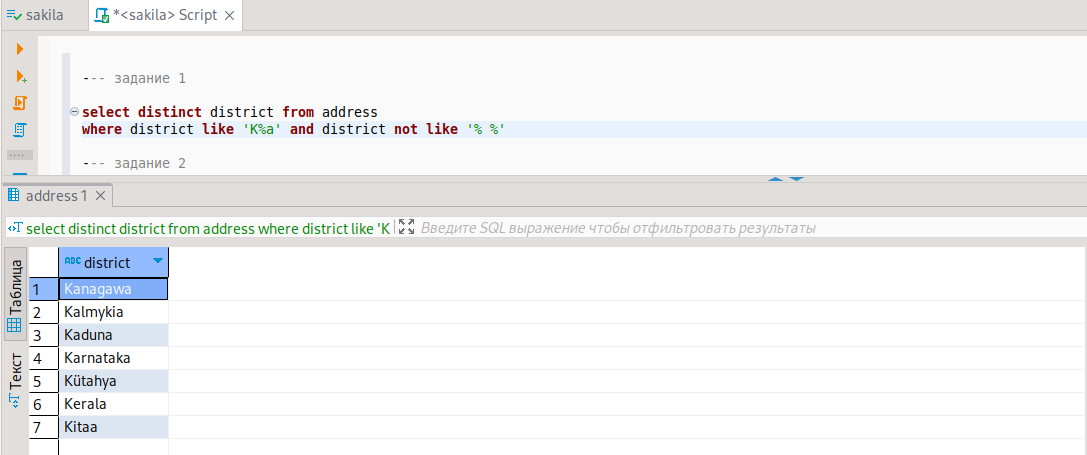 sakila
*<sakila> Script
--- задание 1
select distinct district from address
where district like 'K%a' and district not like '% %'
--- задание 2
address 1
select distinct district from address where district like 'K
Введите SQL выражение чтобы отфильтровать результаты
Таблица
Текст
ABC district
1 Kanagawa
2 Kalmykia
3 Kaduna
4 Karnataka
5 Kütahya
6 Kerala
7 Kitaa